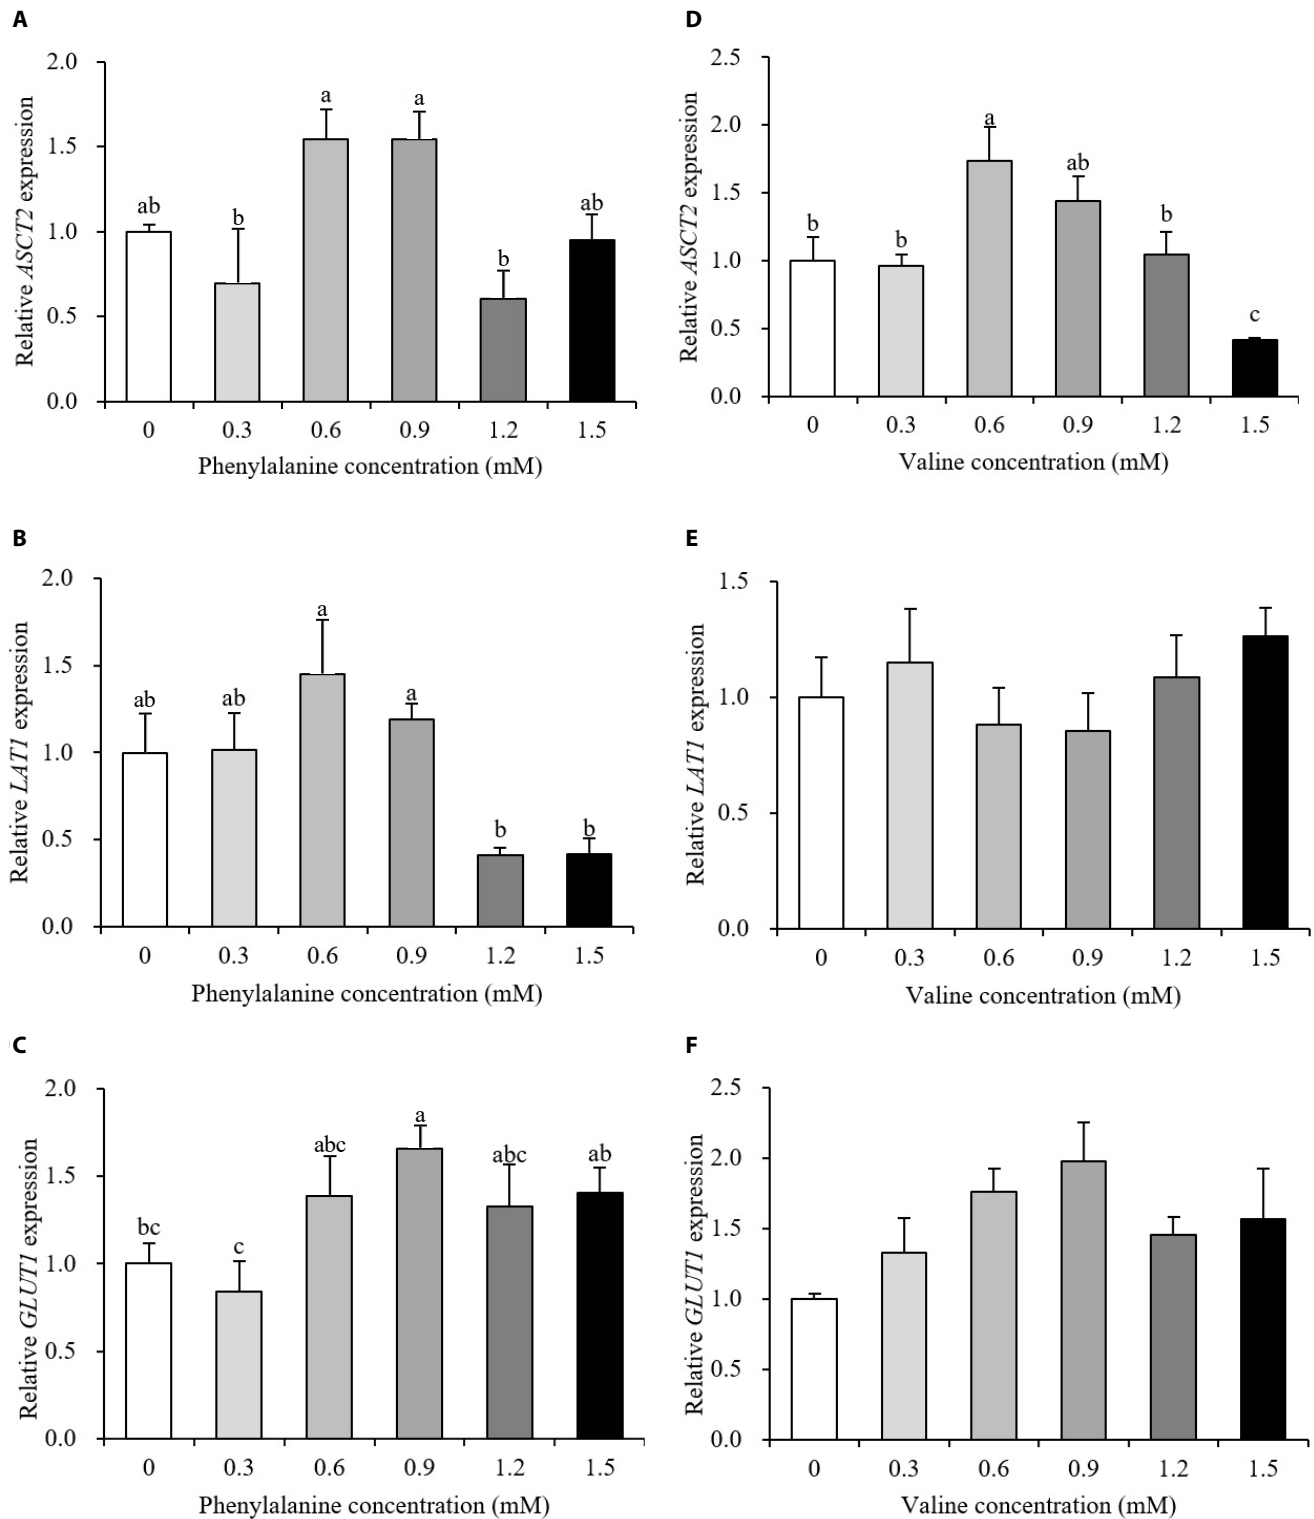 A
2.0
1.5
1.0
0.5
0.0
Relative ASCT2 expression
ab
b
a
a
b
ab
0 0.3 0.6 0.9 1.2 1.5
Phenylalanine concentration (mM)
D
2.5
2.0
1.5
1.0
0.5
0.0
Relative ASCT2 expression
b
b
a
ab
b
c
0 0.3 0.6 0.9 1.2 1.5
Valine concentration (mM)
B
2.0
1.5
1.0
0.5
0.0
Relative LAT1 expression
ab
ab
a
a
b
b
0 0.3 0.6 0.9 1.2 1.5
Phenylalanine concentration (mM)
E
1.5
1.0
0.5
0.0
Relative LAT1 expression
0 0.3 0.6 0.9 1.2 1.5
Valine concentration (mM)
C
2.0
1.5
1.0
0.5
0.0
Relative GLUT1 expression
bc
c
abc
a
abc
ab
0 0.3 0.6 0.9 1.2 1.5
Phenylalanine concentration (mM)
F
2.5
2.0
1.5
1.0
0.5
0.0
Relative GLUT1 expression
0 0.3 0.6 0.9 1.2 1.5
Valine concentration (mM)